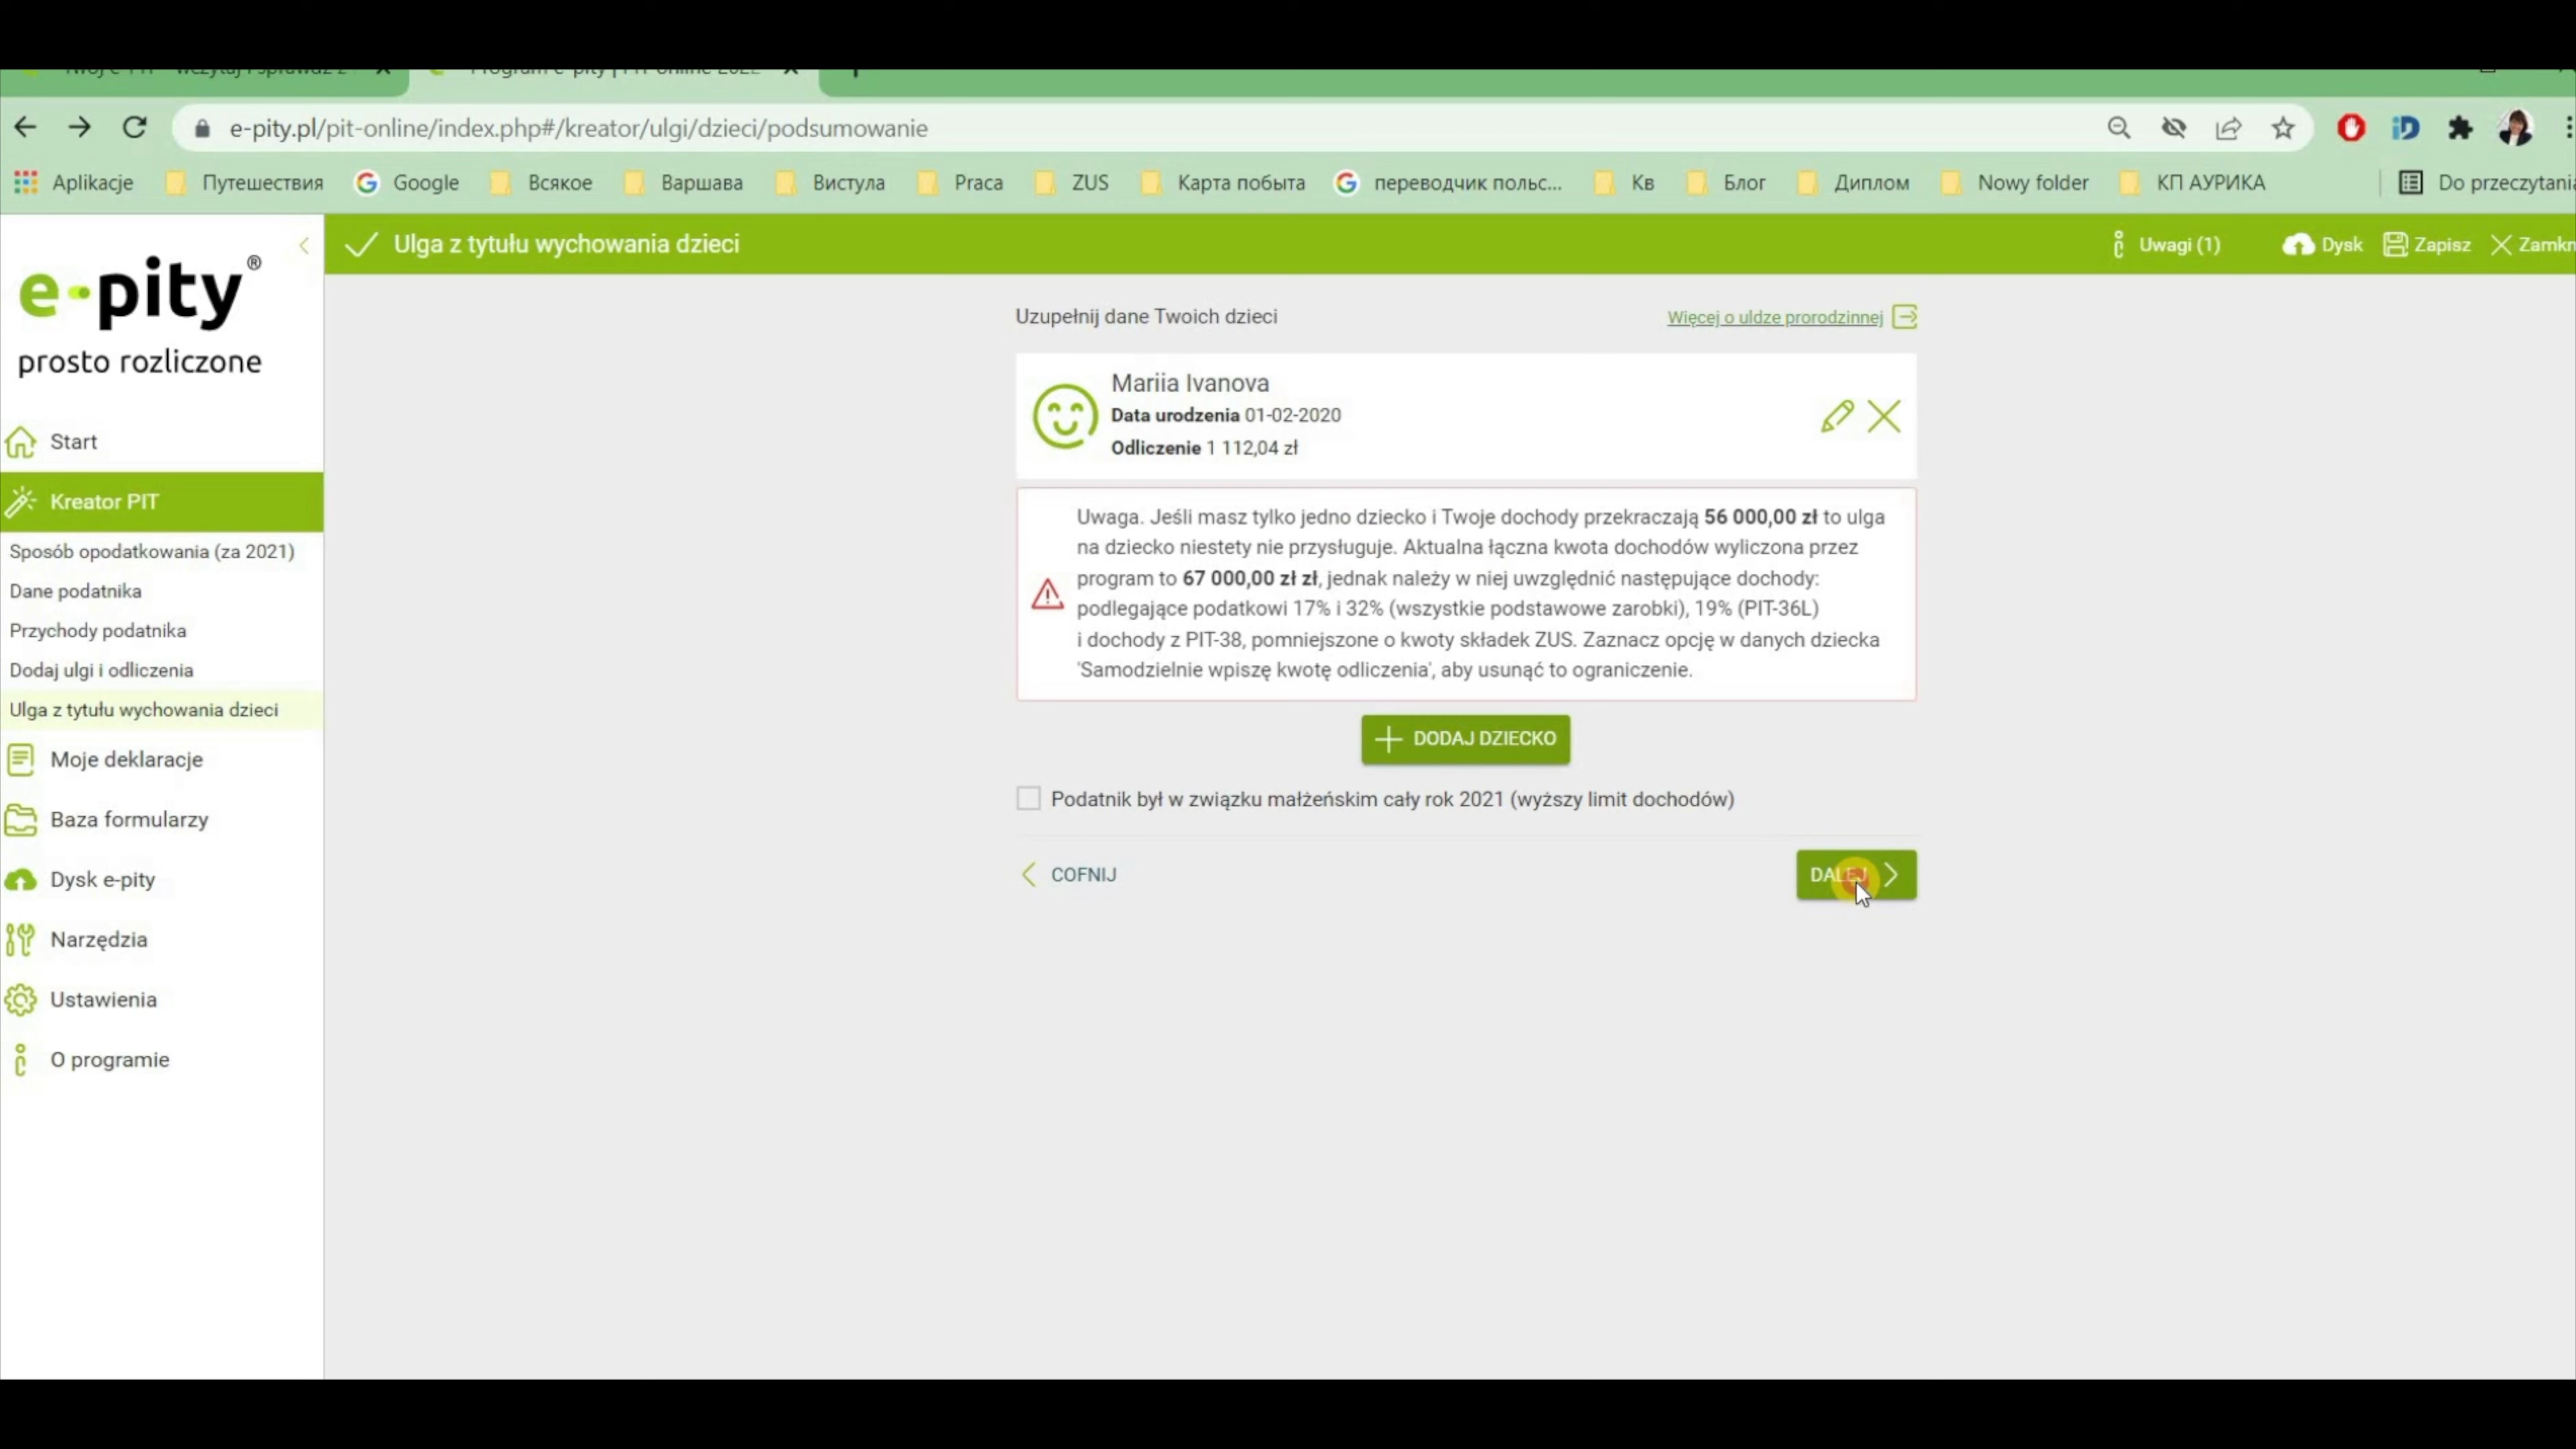 e-pity.pl/pit-online/index.php#/kreator/ulgi/dzieci/podsumowanie
Aplikacje Путешествия Google Всякое Варшава Вистула Praca ZUS Карта побыта переводчик польс... Кв Блог Диплом Nowy folder КП АУРИКА Do przeczytania
Ulga z tytułu wychowania dzieci Uwagi (1) Dysk Zapisz Zamkn
e-pity®
prosto rozliczone
Start
Kreator PIT
Sposób opodatkowania (za 2021)
Dane podatnika
Przychody podatnika
Dodaj ulgi i odliczenia
Ulga z tytułu wychowania dzieci
Moje deklaracje
Baza formularzy
Dysk e-pity
Narzędzia
Ustawienia
O programie
Uzupełnij dane Twoich dzieci Więcej o uldze prorodzinnej
Mariia Ivanova
Data urodzenia 01-02-2020
Odliczenie 1 112,04 zł
Uwaga. Jeśli masz tylko jedno dziecko i Twoje dochody przekraczają 56 000,00 zł to ulga
na dziecko niestety nie przysługuje. Aktualna łączna kwota dochodów wyliczona przez
program to 67 000,00 zł zł, jednak należy w niej uwzględnić następujące dochody:
podlegające podatkowi 17% i 32% (wszystkie podstawowe zarobki), 19% (PIT-36L)
i dochody z PIT-38, pomniejszone o kwoty składek ZUS. Zaznacz opcję w danych dziecka
'Samodzielnie wpiszę kwotę odliczenia', aby usunąć to ograniczenie.
DODAJ DZIECKO
Podatnik był w związku małżeńskim cały rok 2021 (wyższy limit dochodów)
COFNIJ DALEJ